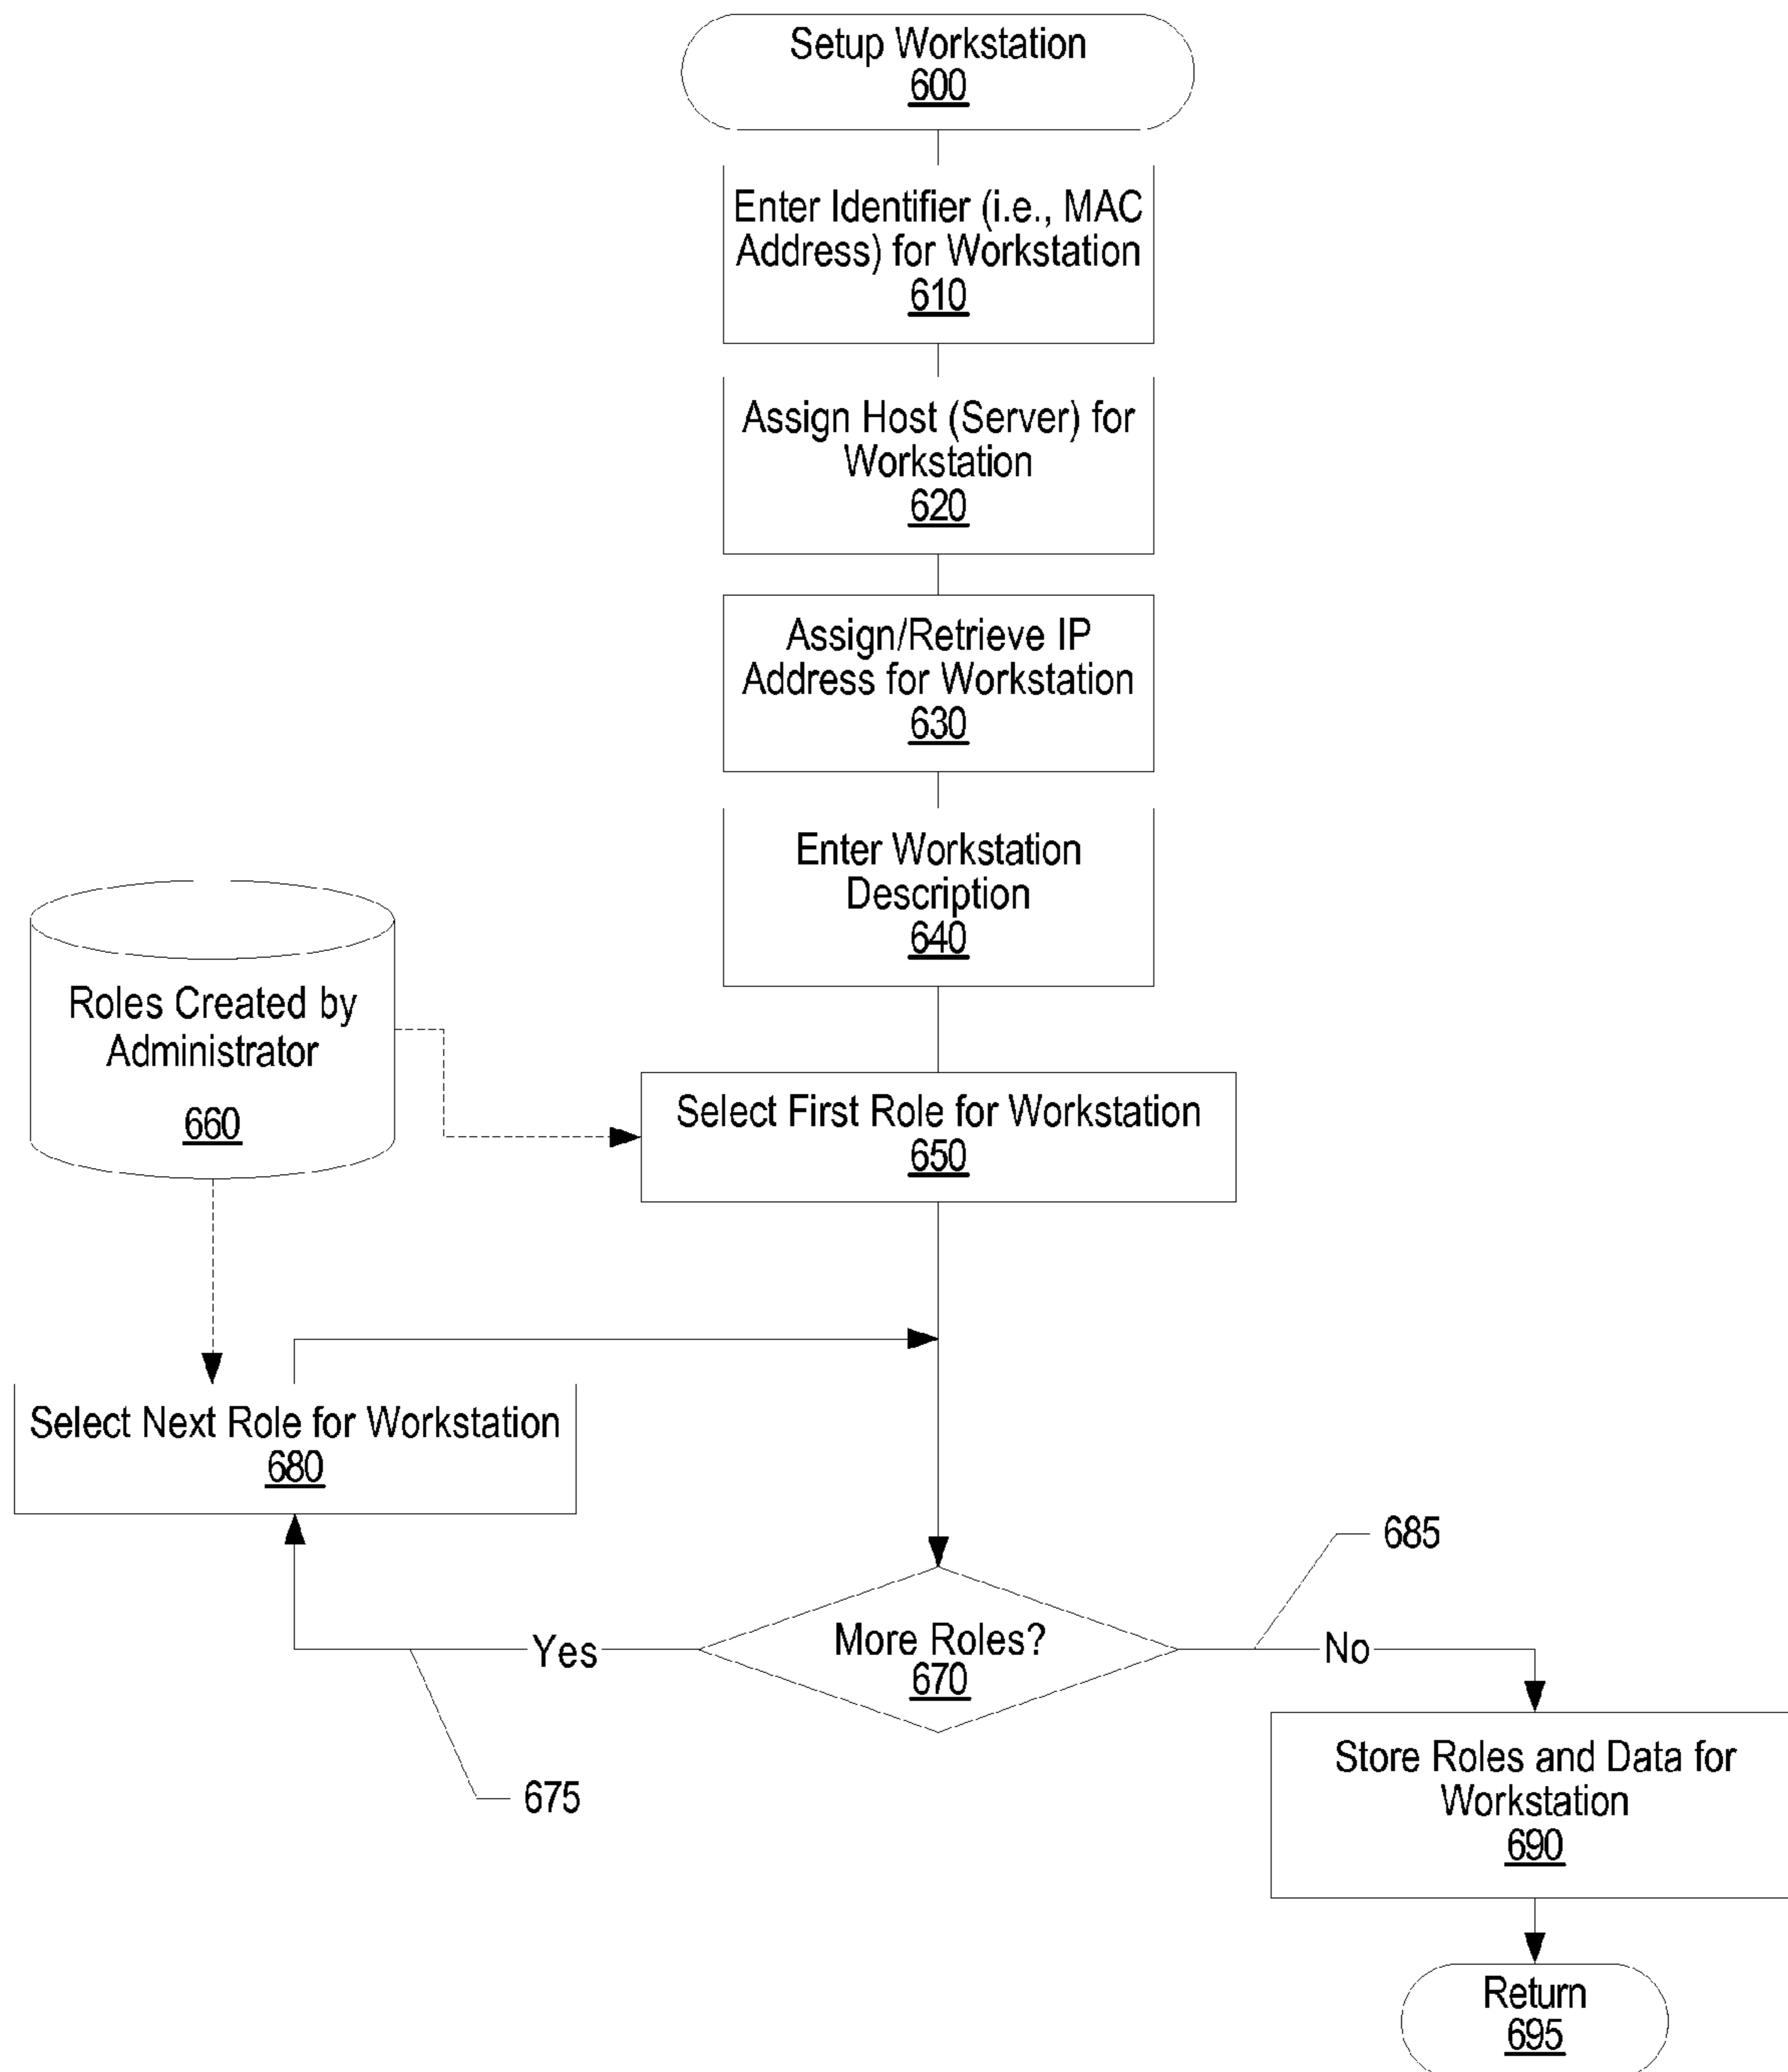 Setup Workstation
600
Enter Identifier (i.e., MAC
Address) for Workstation
610
Assign Host (Server) for
Workstation
620
Assign/Retrieve IP
Address for Workstation
630
Enter Workstation
Description
640
Roles Created by
Administrator
660
Select First Role for Workstation
650
Select Next Role for Workstation
680
685
More Roles?
670
Yes
No
675
Store Roles and Data for
Workstation
690
Return
695